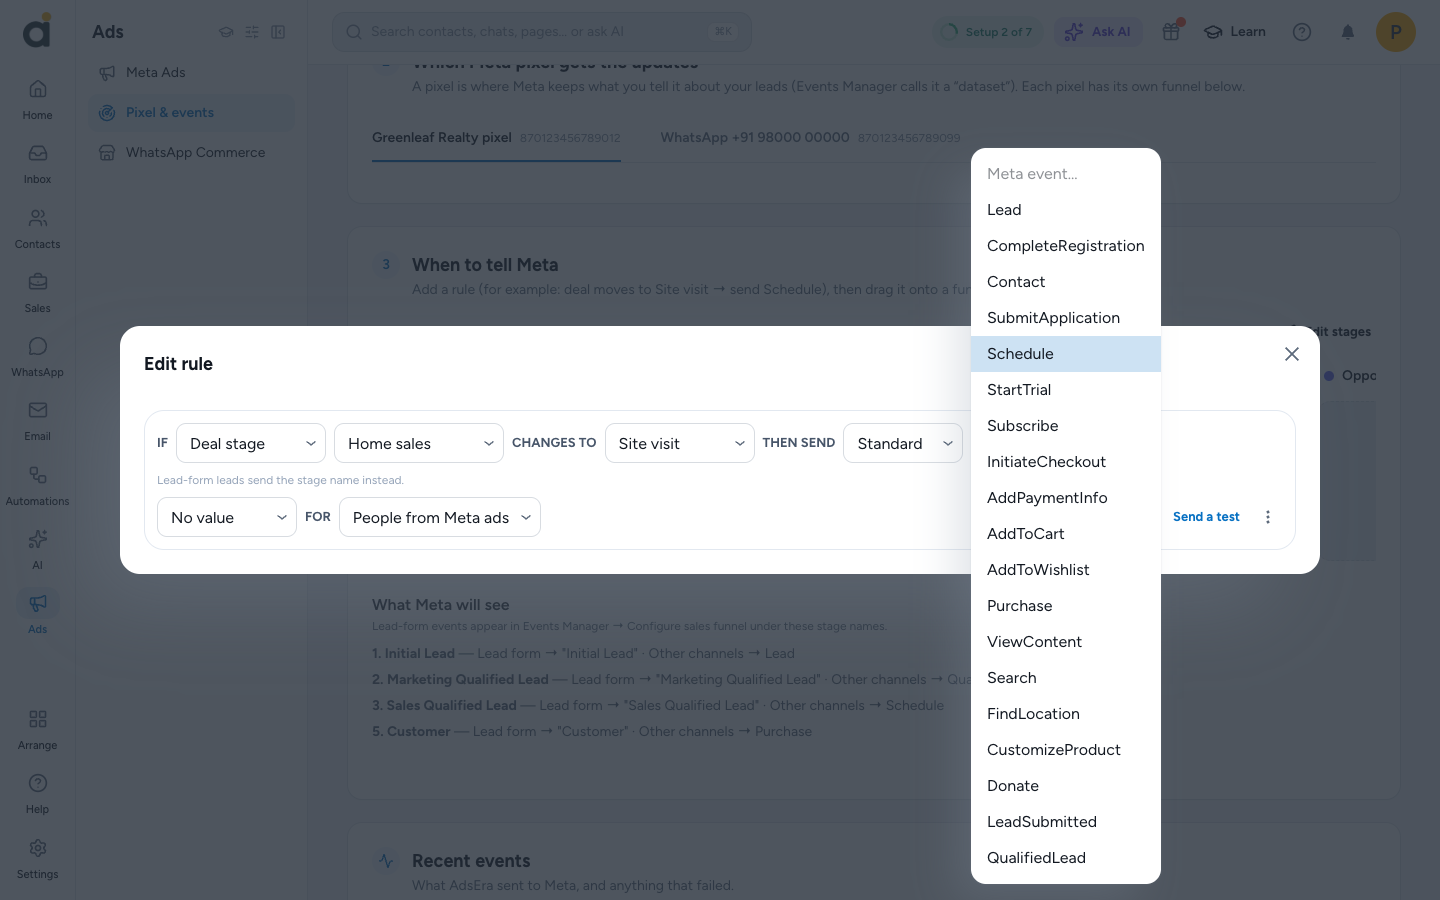 Ads
Search contacts, chats, pages... or ask AI
⌘K
Setup 2 of 7
Ask AI
Learn
P
Home
Inbox
Contacts
Sales
WhatsApp
Email
Automations
AI
Ads
Arrange
Help
Settings
Meta Ads
Pixel & events
WhatsApp Commerce
Which Meta pixel gets the updates
A pixel is where Meta keeps what you tell it about your leads (Events Manager calls it a "dataset"). Each pixel has its own funnel below.
Greenleaf Realty pixel 870123456789012
WhatsApp +91 98000 00000 870123456789099
3
When to tell Meta
Add a rule (for example: deal moves to Site visit → send Schedule), then drag it onto a fun
dit stages
Oppo
Edit rule
IF Deal stage Home sales CHANGES TO Site visit THEN SEND Standard
Lead-form leads send the stage name instead.
No value FOR People from Meta ads
Send a test
Meta event...
Lead
CompleteRegistration
Contact
SubmitApplication
Schedule
StartTrial
Subscribe
InitiateCheckout
AddPaymentInfo
AddToCart
AddToWishlist
Purchase
ViewContent
Search
FindLocation
CustomizeProduct
Donate
LeadSubmitted
QualifiedLead
What Meta will see
Lead-form events appear in Events Manager → Configure sales funnel under these stage names.
1. Initial Lead — Lead form → "Initial Lead" · Other channels → Lead
2. Marketing Qualified Lead — Lead form → "Marketing Qualified Lead" · Other channels → Qua
3. Sales Qualified Lead — Lead form → "Sales Qualified Lead" · Other channels → Schedule
5. Customer — Lead form → "Customer" · Other channels → Purchase
Recent events
What AdsEra sent to Meta, and anything that failed.